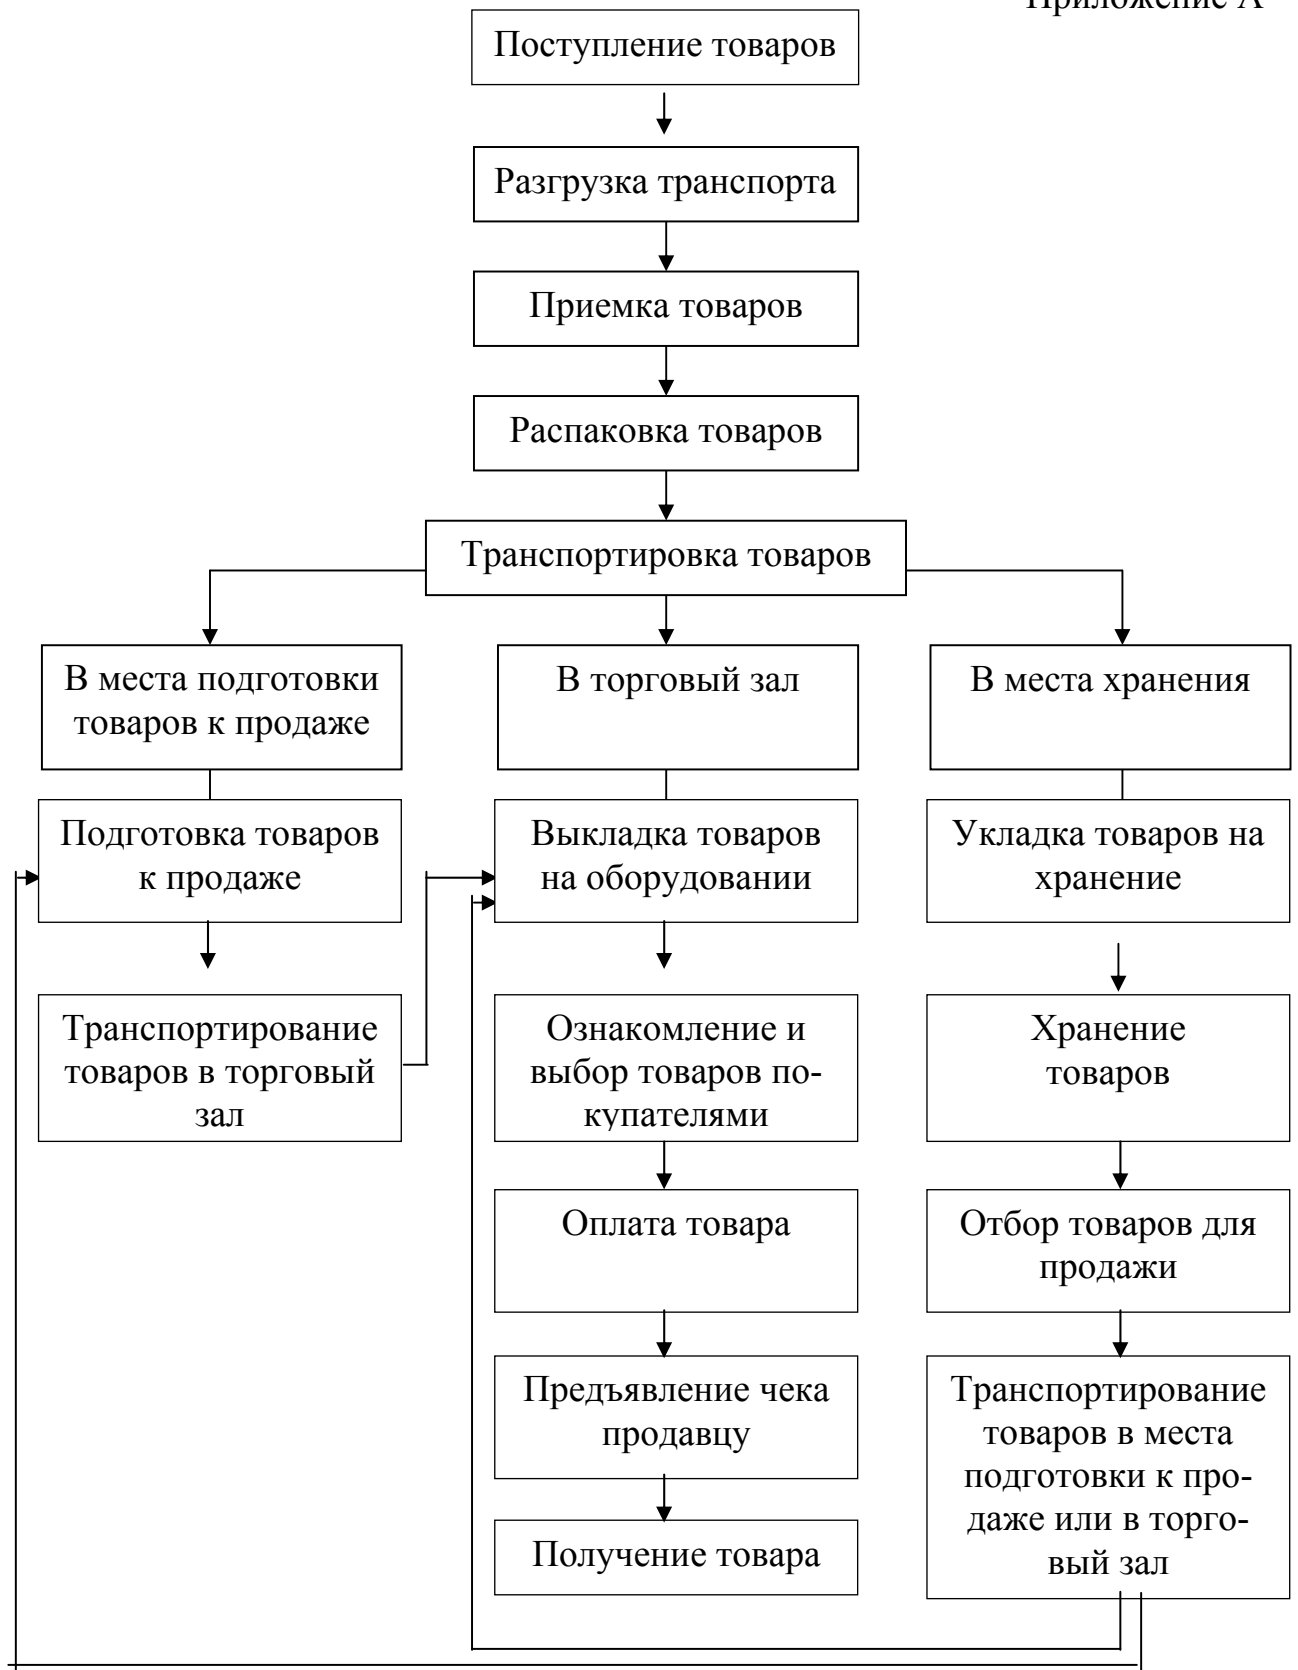 Приложение А
Поступление товаров
Разгрузка транспорта
Приемка товаров
Распаковка товаров
Транспортировка товаров
В места подготовки
товаров к продаже
В торговый зал
В места хранения
Подготовка товаров
к продаже
Выкладка товаров
на оборудовании
Укладка товаров на
хранение
Транспортирование
товаров в торговый
зал
Ознакомление и
выбор товаров по-
купателями
Хранение
товаров
Оплата товара
Отбор товаров для
продажи
Предъявление чека
продавцу
Транспортирование
товаров в места
подготовки к про-
даже или в торго-
вый зал
Получение товара